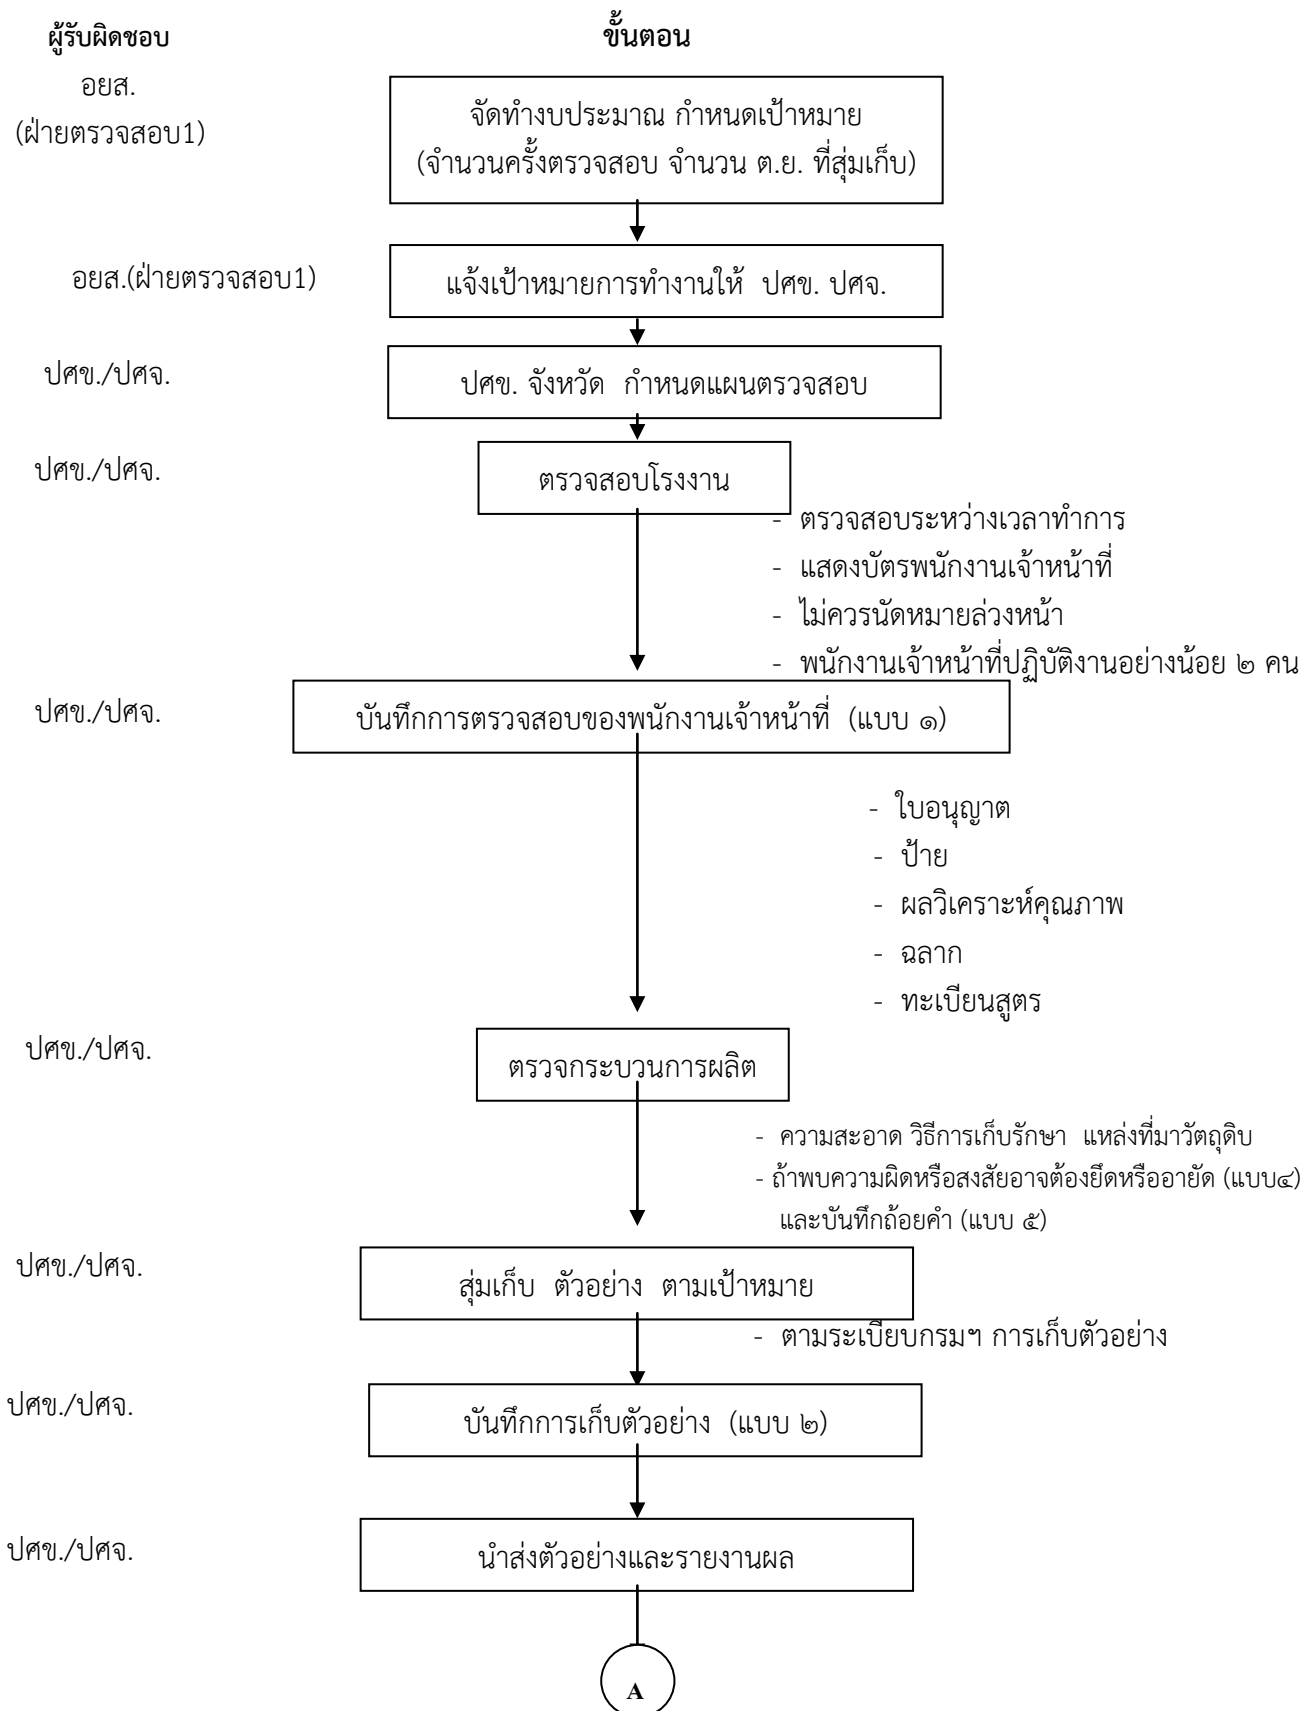 ผู้รับผิดชอบ
ขั้นตอน
อยส.
(ฝ่ายตรวจสอบ1)
จัดทำงบประมาณ กำหนดเป้าหมาย
(จำนวนครั้งตรวจสอบ จำนวน ต.ย. ที่สุ่มเก็บ)
อยส.(ฝ่ายตรวจสอบ1)
แจ้งเป้าหมายการทำงานให้ ปศข. ปศจ.
ปศข./ปศจ.
ปศข. จังหวัด กำหนดแผนตรวจสอบ
ปศข./ปศจ.
ตรวจสอบโรงงาน
- ตรวจสอบระหว่างเวลาทำการ
- แสดงบัตรพนักงานเจ้าหน้าที่
- ไม่ควรนัดหมายล่วงหน้า
- พนักงานเจ้าหน้าที่ปฏิบัติงานอย่างน้อย ๒ คน
ปศข./ปศจ.
บันทึกการตรวจสอบของพนักงานเจ้าหน้าที่ (แบบ ๑)
- ใบอนุญาต
- ป้าย
- ผลวิเคราะห์คุณภาพ
- ฉลาก
- ทะเบียนสูตร
ปศข./ปศจ.
ตรวจกระบวนการผลิต
- ความสะอาด วิธีการเก็บรักษา แหล่งที่มาวัตถุดิบ
- ถ้าพบความผิดหรือสงสัยอาจต้องยึดหรืออายัด (แบบ๔)
และบันทึกถ้อยคำ (แบบ ๕)
ปศข./ปศจ.
สุ่มเก็บ ตัวอย่าง ตามเป้าหมาย
- ตามระเบียบกรมฯ การเก็บตัวอย่าง
ปศข./ปศจ.
บันทึกการเก็บตัวอย่าง (แบบ ๒)
ปศข./ปศจ.
นำส่งตัวอย่างและรายงานผล
A